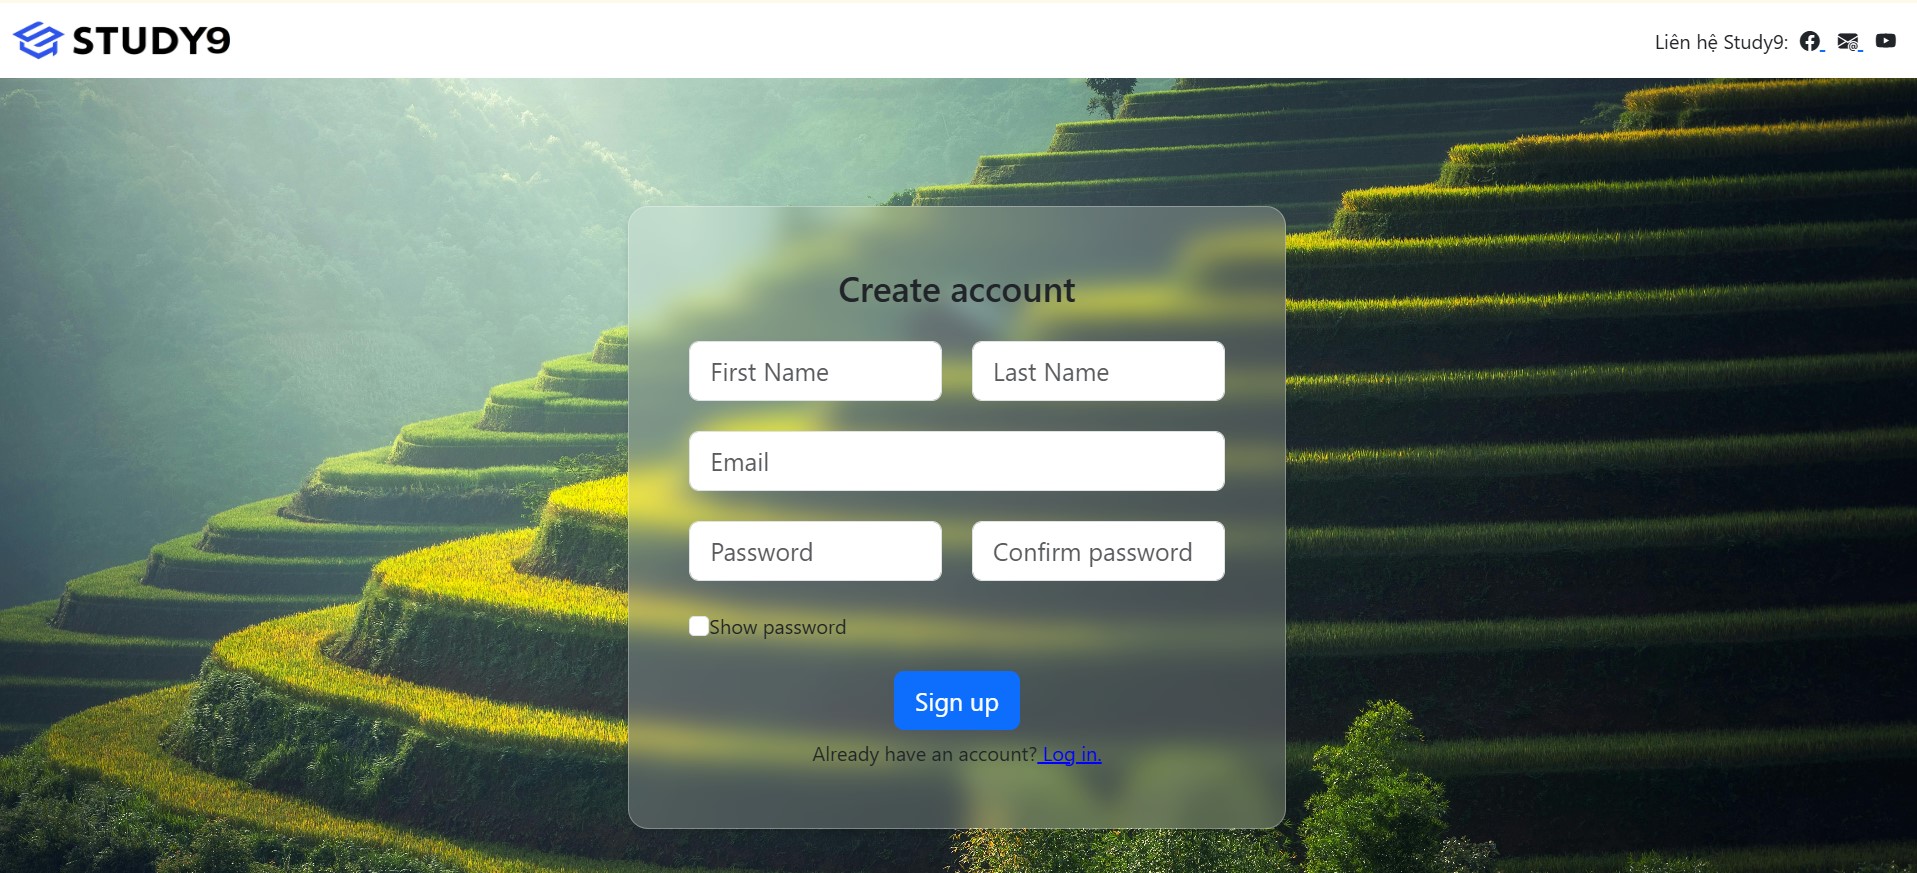 STUDY9
Liên hệ Study9:
Create account
First Name
Last Name
Email
Password
Confirm password
Show password
Sign up
Already have an account? Log in.